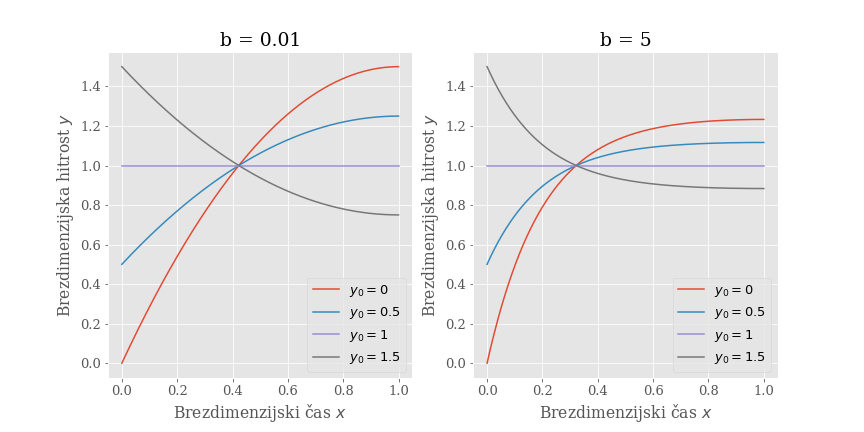 b = 0.01
Brezdimenzijska hitrost y
1.4
1.2
1.0
0.8
0.6
0.4
0.2
0.0
y₀ = 0
y₀ = 0.5
y₀ = 1
y₀ = 1.5
0.0 0.2 0.4 0.6 0.8 1.0
Brezdimenzijski čas x
b = 5
Brezdimenzijska hitrost y
1.4
1.2
1.0
0.8
0.6
0.4
0.2
0.0
y₀ = 0
y₀ = 0.5
y₀ = 1
y₀ = 1.5
0.0 0.2 0.4 0.6 0.8 1.0
Brezdimenzijski čas x